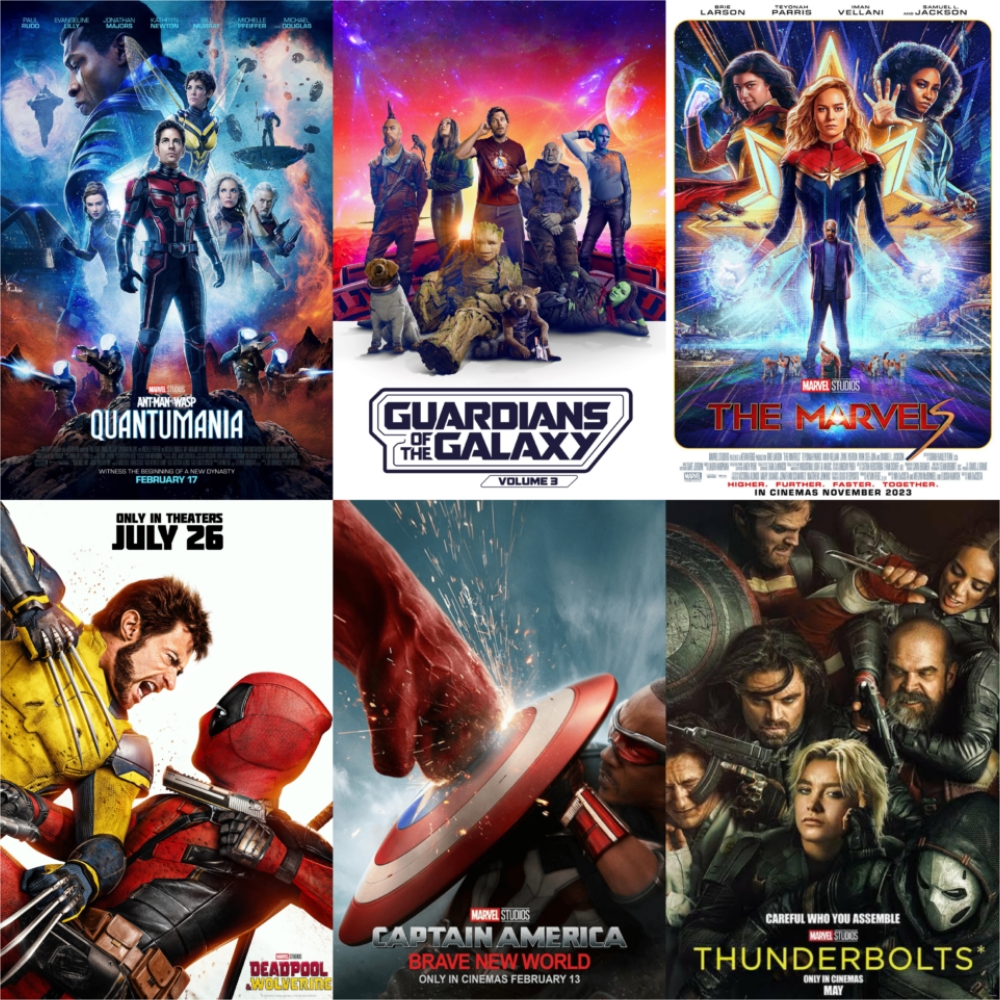 PAUL RUDD
EVANGELINE LILLY
JONATHAN MAJORS
KATHRYN NEWTON
BILL MURRAY
MICHELLE PFEIFFER
MICHAEL DOUGLAS
MARVEL STUDIOS
ANT-MAN AND THE WASP
QUANTUMANIA
WITNESS THE BEGINNING OF A NEW DYNASTY
FEBRUARY 17
GUARDIANS
OF THE GALAXY
VOLUME 3
BRIE LARSON
TEYONAH PARRIS
IMAN VELLANI
AND SAMUEL L. JACKSON
MARVEL STUDIOS
THE MARVELS
HIGHER. FURTHER. FASTER. TOGETHER.
IN CINEMAS NOVEMBER 2023
ONLY IN THEATERS
JULY 26
MARVEL STUDIOS
DEADPOOL
& WOLVERINE
MARVEL STUDIOS
CAPTAIN AMERICA
BRAVE NEW WORLD
ONLY IN CINEMAS FEBRUARY 13
CAREFUL WHO YOU ASSEMBLE
MARVEL STUDIOS
THUNDERBOLTS*
ONLY IN CINEMAS
MAY